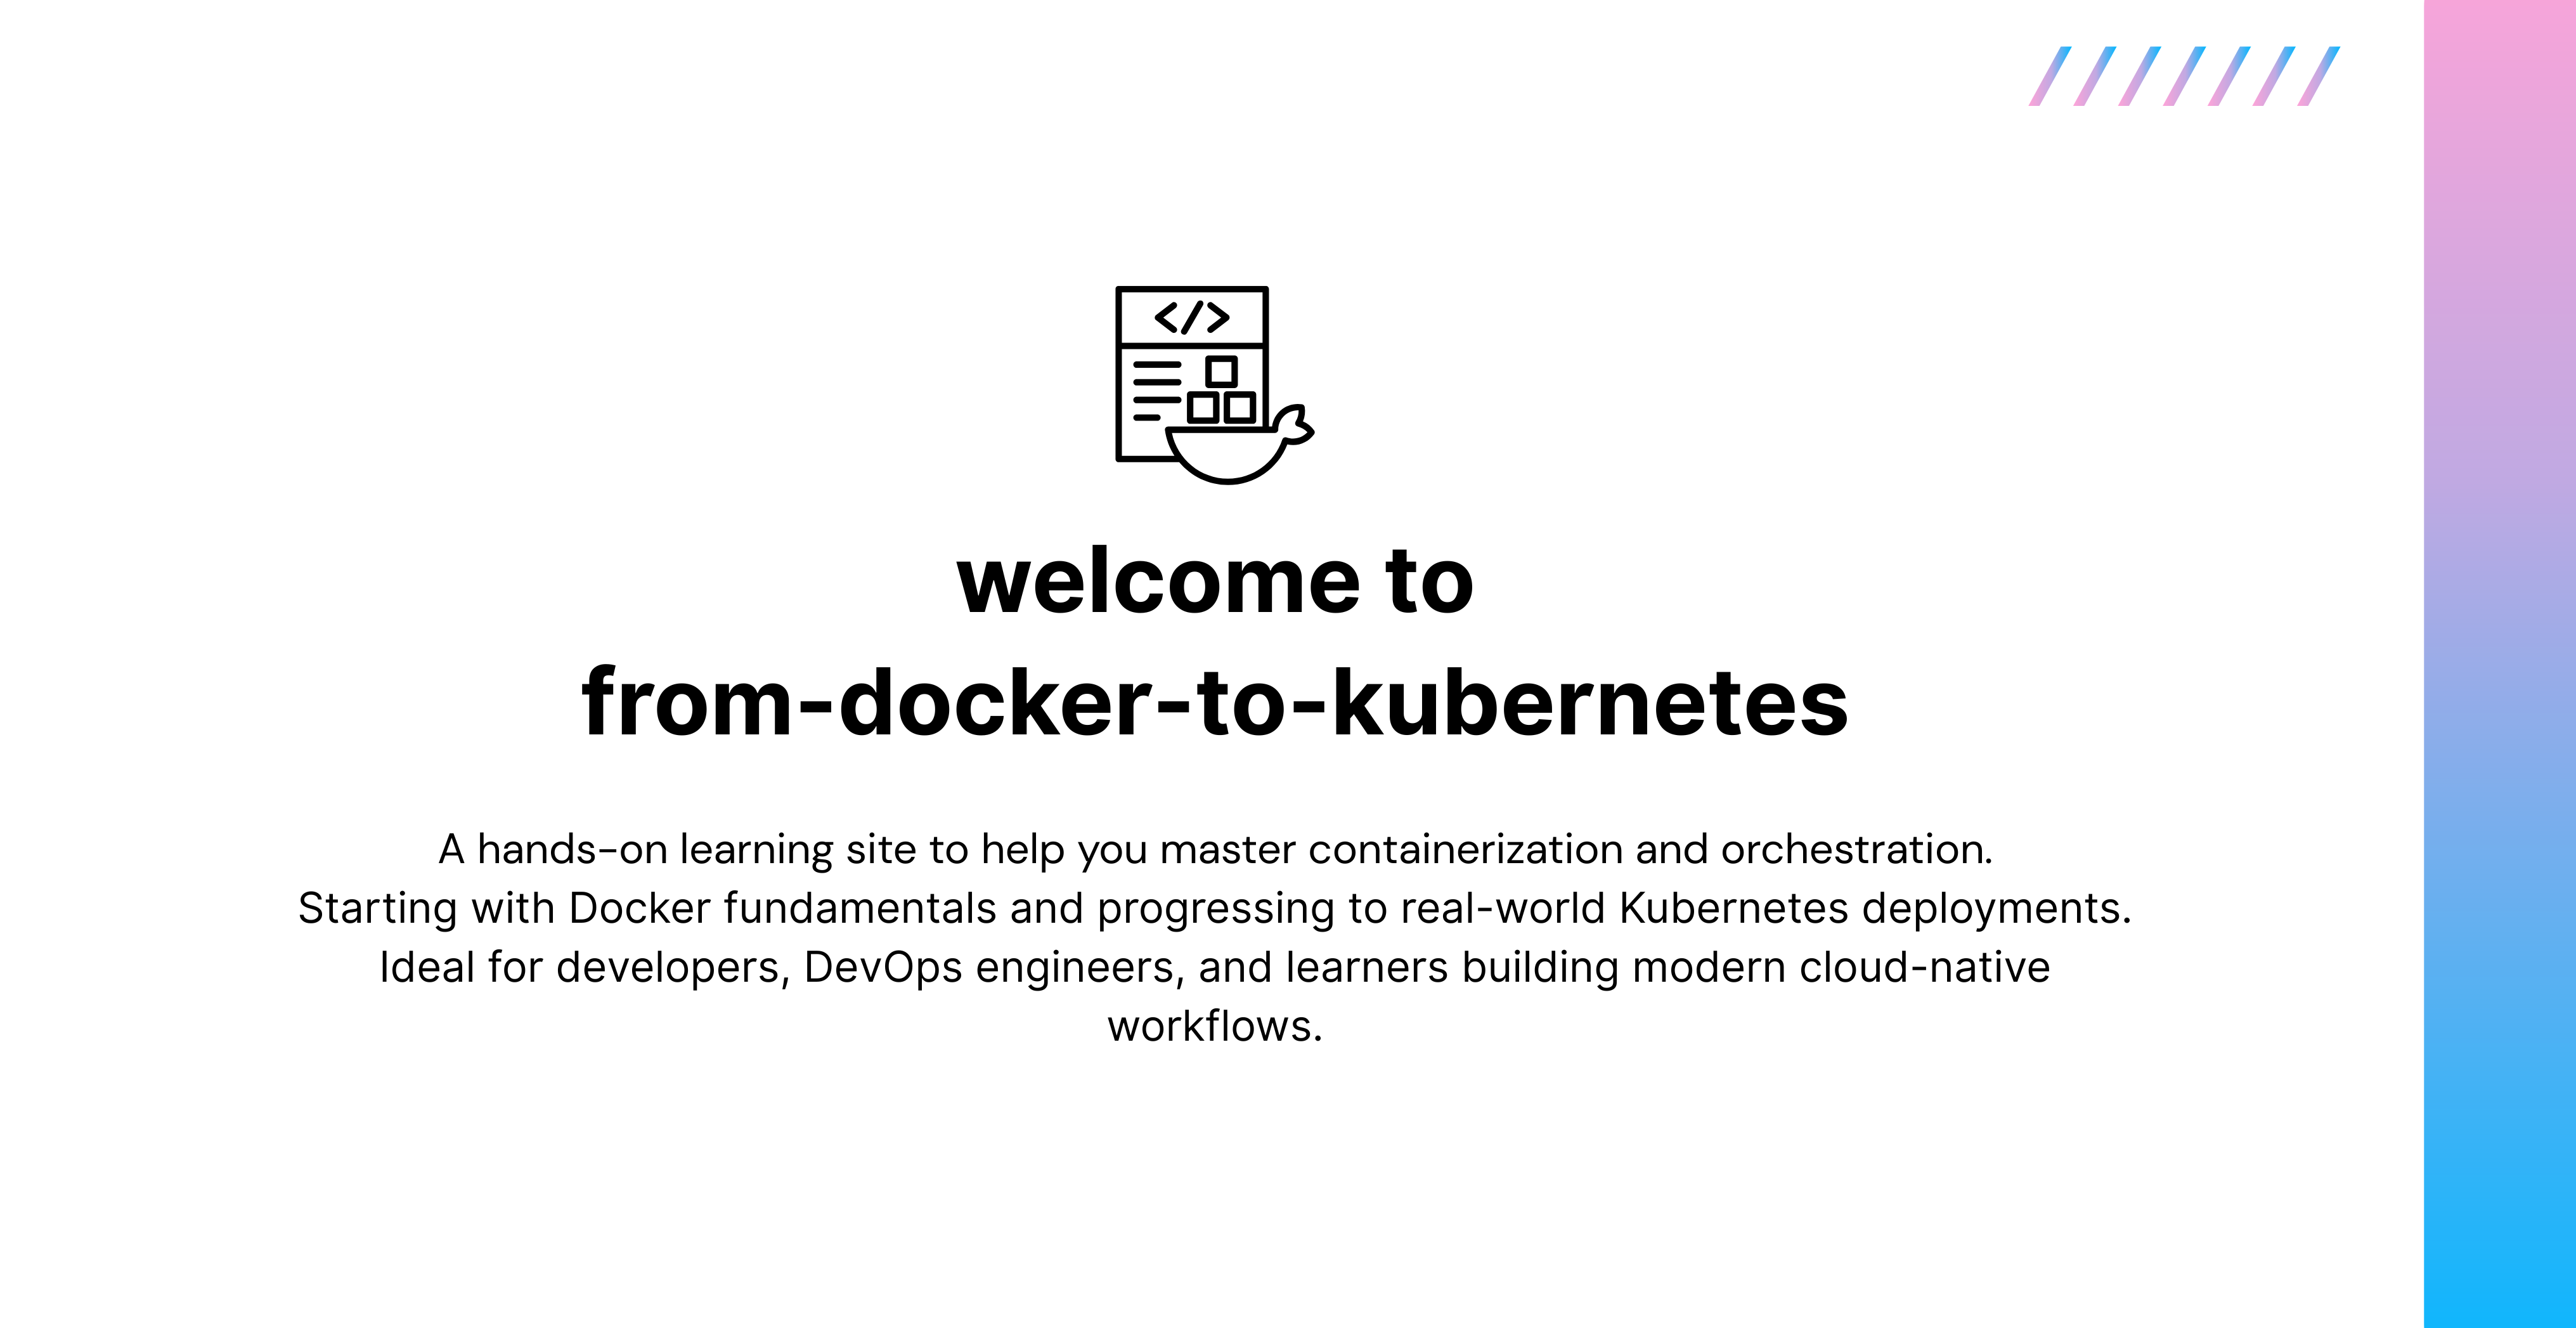 </>
welcome to
from-docker-to-kubernetes
A hands-on learning site to help you master containerization and orchestration.
Starting with Docker fundamentals and progressing to real-world Kubernetes deployments.
Ideal for developers, DevOps engineers, and learners building modern cloud-native
workflows.